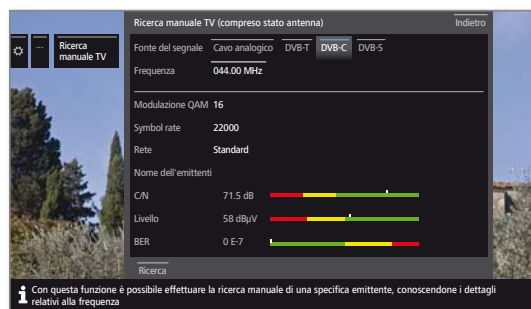 Ricerca manuale TV (compreso stato antenna) Indietro
... Ricerca manuale TV
Fonte del segnale Cavo analogico DVB-T DVB-C DVB-S
Frequenza 044.00 MHz
Modulazione QAM 16
Symbol rate 22000
Rete Standard
Nome dell'emittenti
C/N 71.5 dB
Livello 58 dBµV
BER 0 E-7
Ricerca
Con questa funzione è possibile effettuare la ricerca manuale di una specifica emittente, conoscendone i dettagli
relativi alla frequenza